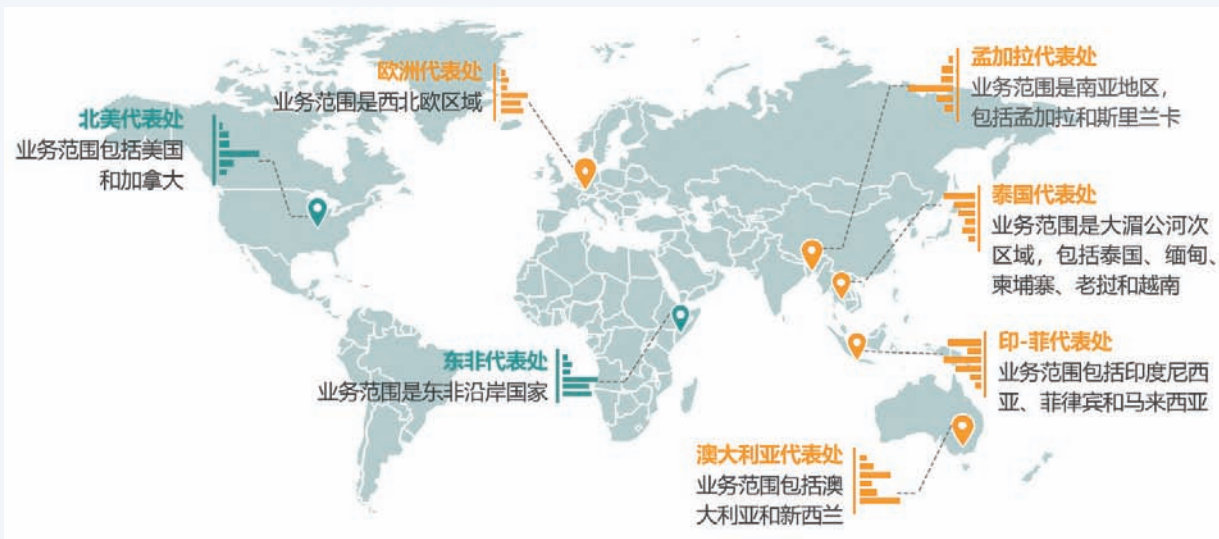 欧洲代表处
业务范围是西北欧区域
孟加拉代表处
业务范围是南亚地区，
包括孟加拉和斯里兰卡
北美代表处
业务范围包括美国
和加拿大
泰国代表处
业务范围是大湄公河次
区域，包括泰国、缅甸、
柬埔寨、老挝和越南
东非代表处
业务范围是东非沿岸国家
印-菲代表处
业务范围包括印度尼西
亚、菲律宾和马来西亚
澳大利亚代表处
业务范围包括澳
大利亚和新西兰